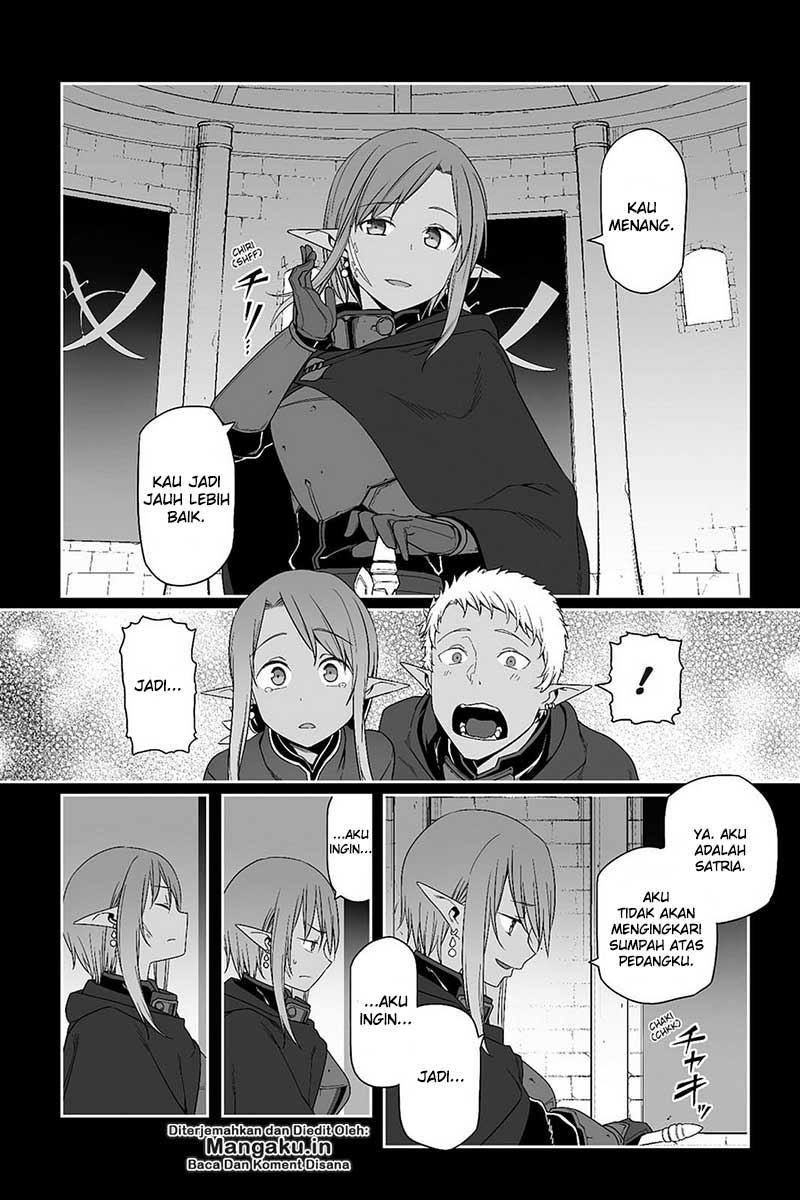 KAU
MENANG.
CHIRI
(SHFF)
チリ…
KAU JADI
JAUH LEBIH
BAIK.
JADI...
!
YA. AKU
ADALAH
SATRIA.
AKU
TIDAK AKAN
MENGINGKARI
SUMPAH ATAS
PEDANGKU.
CHAKI
(CHKK)
チャキッ
JADI...
...AKU
INGIN...
...AKU
INGIN...
Diterjemahkan dan Diedit Oleh:
Mangaku.in
Baca Dan Koment Disana